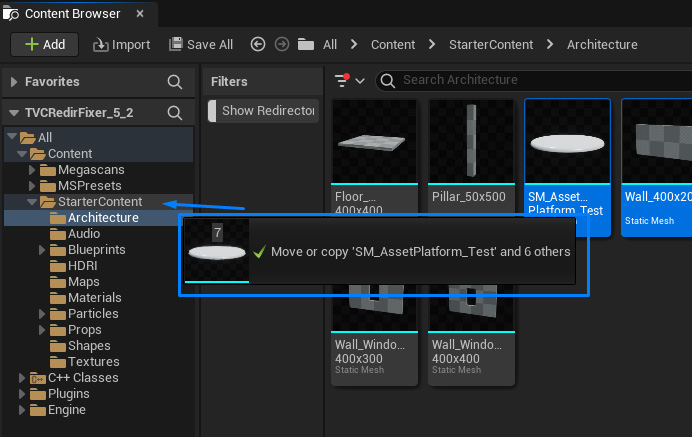 Content Browser
Add
Import
Save All
All
Content
StarterContent
Architecture
Favorites
Filters
Search Architecture
TVCRedirFixer_5_2
Show Redirector
All
Content
Megascans
MSPresets
StarterContent
Architecture
Audio
Blueprints
HDRI
Maps
Materials
Particles
Props
Shapes
Textures
C++ Classes
Plugins
Engine
Floor_...
400x400
Pillar_50x500
SM_Asset
Platform_Test
Wall_400x20
Static Mesh
7
Move or copy 'SM_AssetPlatform_Test' and 6 others
Wall_Windo...
400x300
Static Mesh
Wall_Windo...
400x400
Static Mesh